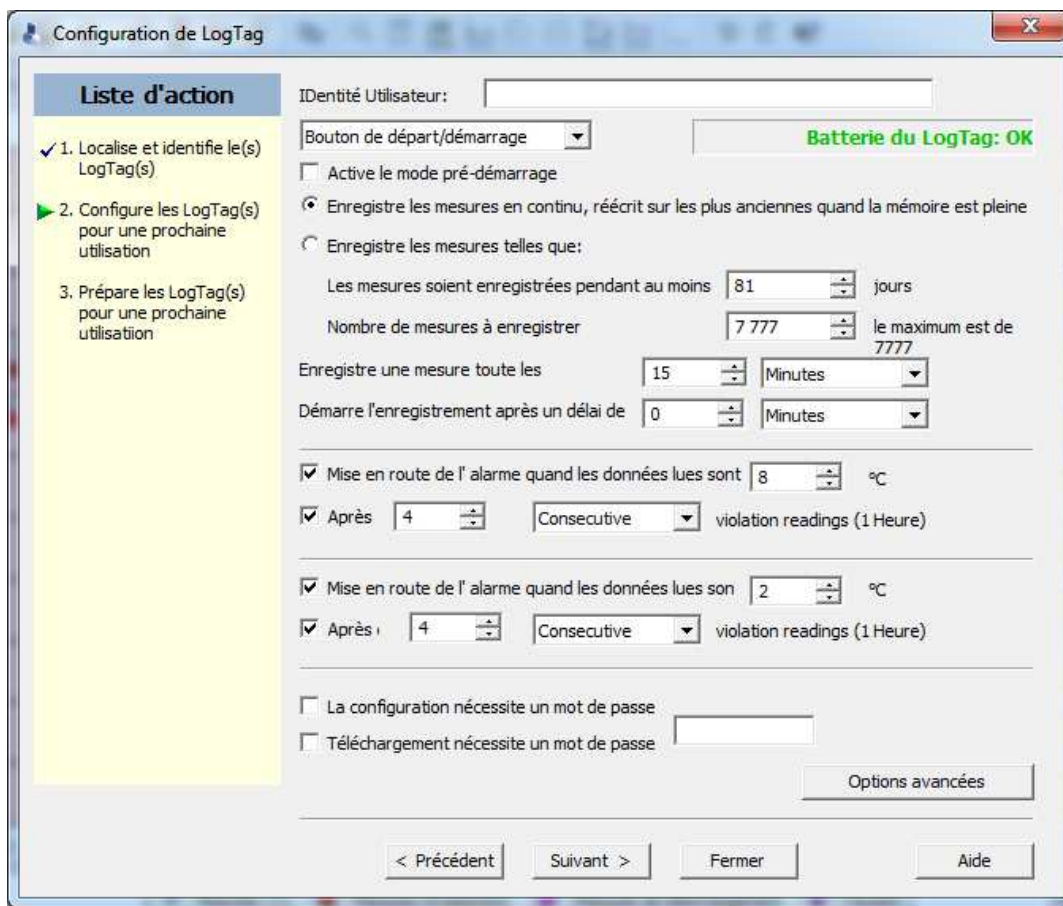 Configuration de LogTag
Liste d'action
1. Localise et identifie le(s)
LogTag(s)
2. Configure les LogTag(s)
pour une prochaine
utilisation
3. Prépare les LogTag(s)
pour une prochaine
utilisatiion
IDentité Utilisateur:
Bouton de départ/démarrage
Batterie du LogTag: OK
Active le mode pré-démarrage
Enregistre les mesures en continu, réécrit sur les plus anciennes quand la mémoire est pleine
Enregistre les mesures telles que:
Les mesures soient enregistrées pendant au moins 81 jours
Nombre de mesures à enregistrer 7 777 le maximum est de
7777
Enregistre une mesure toute les 15 Minutes
Démarre l'enregistrement après un délai de 0 Minutes
Mise en route de l' alarme quand les données lues sont 8 °C
Après 4 Consecutive violation readings (1 Heure)
Mise en route de l' alarme quand les données lues son 2 °C
Après 4 Consecutive violation readings (1 Heure)
La configuration nécessite un mot de passe
Téléchargement nécessite un mot de passe
Options avancées
< Précédent Suivant > Fermer Aide